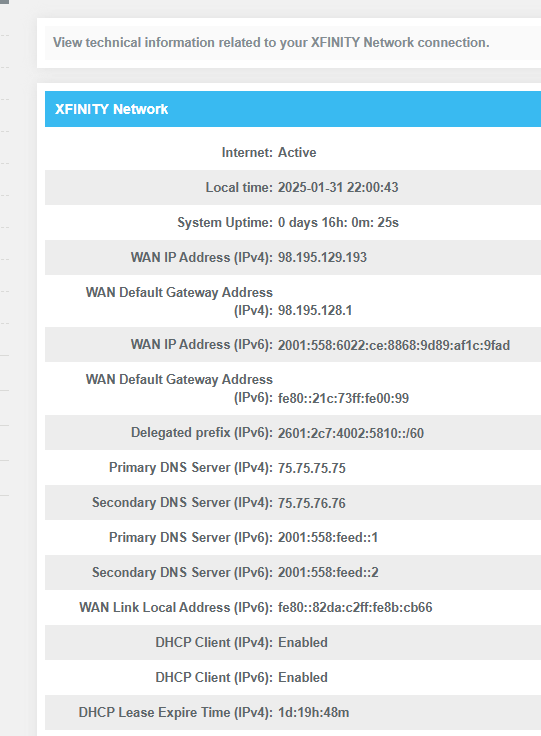 View technical information related to your XFINITY Network connection.
XFINITY Network
Internet: Active
Local time: 2025-01-31 22:00:43
System Uptime: 0 days 16h: 0m: 25s
WAN IP Address (IPv4): 98.195.129.193
WAN Default Gateway Address
(IPv4): 98.195.128.1
WAN IP Address (IPv6): 2001:558:6022:ce:8868:9d89:af1c:9fad
WAN Default Gateway Address
(IPv6): fe80::21c:73ff:fe00:99
Delegated prefix (IPv6): 2601:2c7:4002:5810::/60
Primary DNS Server (IPv4): 75.75.75.75
Secondary DNS Server (IPv4): 75.75.76.76
Primary DNS Server (IPv6): 2001:558:feed::1
Secondary DNS Server (IPv6): 2001:558:feed::2
WAN Link Local Address (IPv6): fe80::82da:c2ff:fe8b:cb66
DHCP Client (IPv4): Enabled
DHCP Client (IPv6): Enabled
DHCP Lease Expire Time (IPv4): 1d:19h:48m